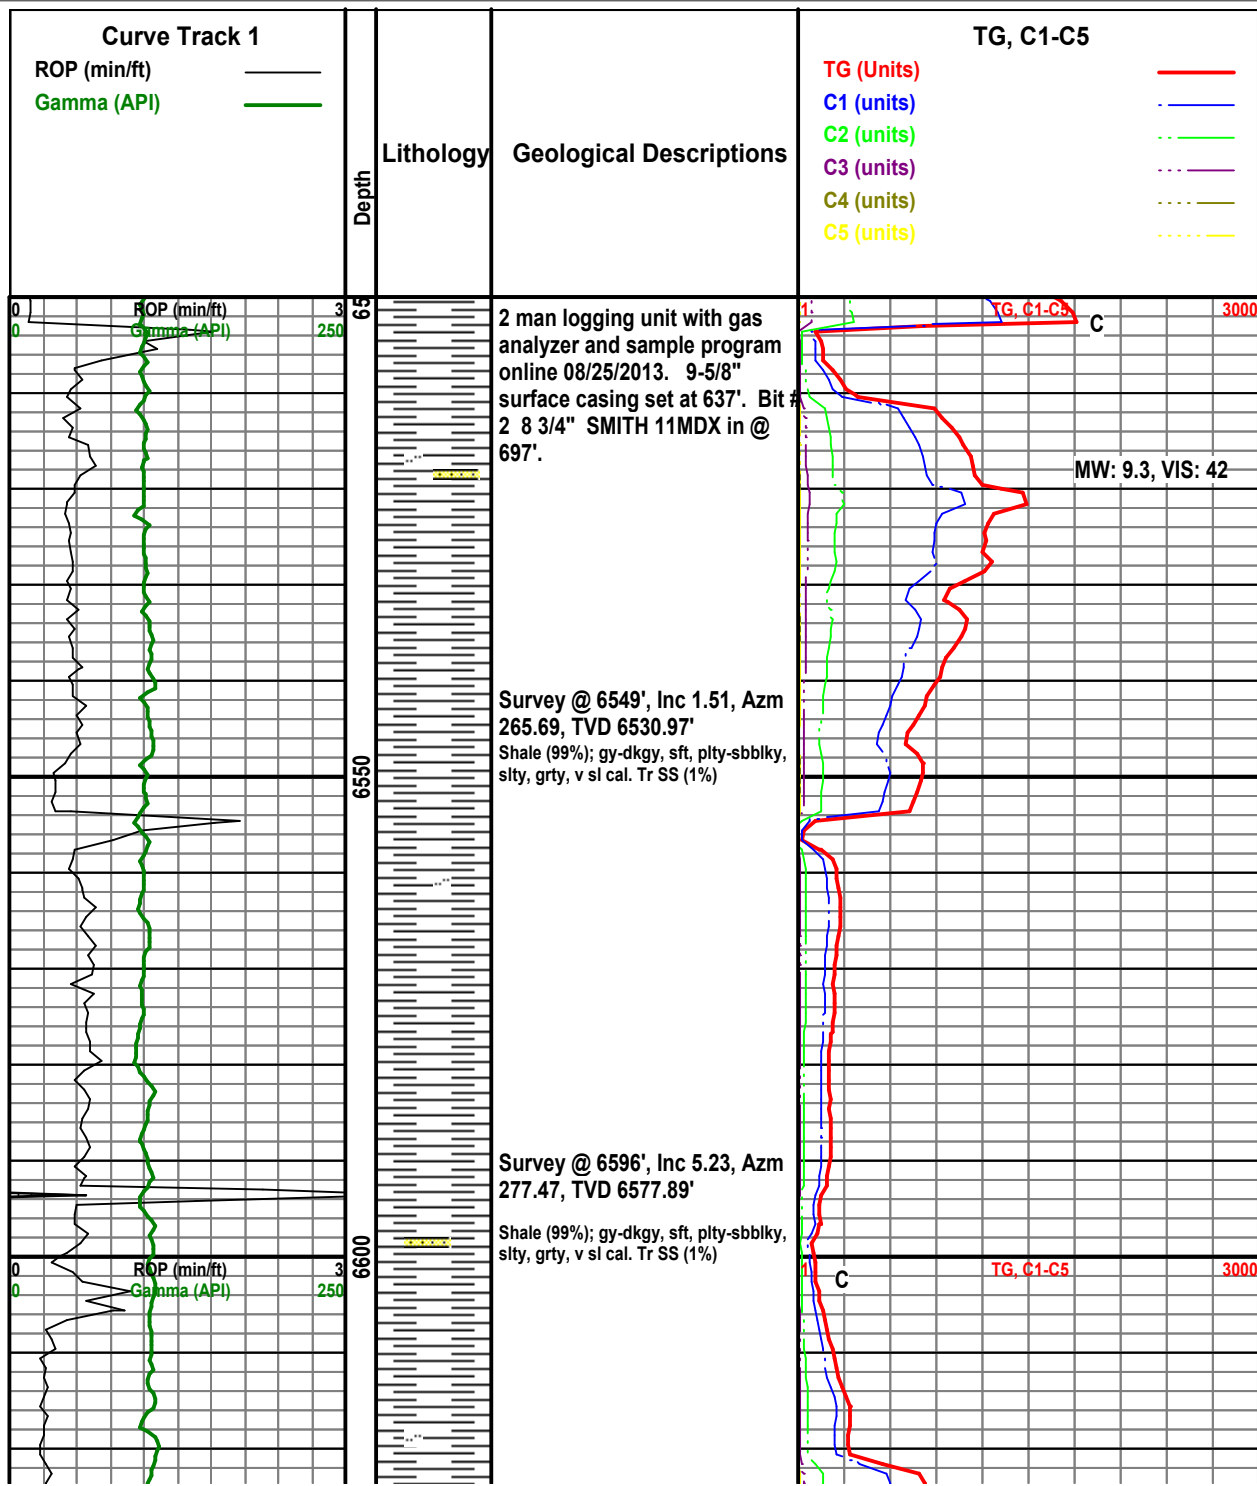 Curve Track 1
ROP (min/ft)
Gamma (API)
Depth
Lithology
Geological Descriptions
TG, C1-C5
TG (Units)
C1 (units)
C2 (units)
C3 (units)
C4 (units)
C5 (units)
0 ROP (min/ft) 3
0 Gamma (API) 250
65
1 TG, C1-C5 3000
C
2 man logging unit with gas
analyzer and sample program
online 08/25/2013. 9-5/8"
surface casing set at 637'. Bit #
2 8 3/4" SMITH 11MDX in @
697'.
MW: 9.3, VIS: 42
Survey @ 6549', Inc 1.51, Azm
265.69, TVD 6530.97'
Shale (99%); gy-dkgy, sft, plty-sbblky,
slty, grty, v sl cal. Tr SS (1%)
6550
Survey @ 6596', Inc 5.23, Azm
277.47, TVD 6577.89'
Shale (99%); gy-dkgy, sft, plty-sbblky,
slty, grty, v sl cal. Tr SS (1%)
6600
0 ROP (min/ft) 3
0 Gamma (API) 250
1 TG, C1-C5 3000
C